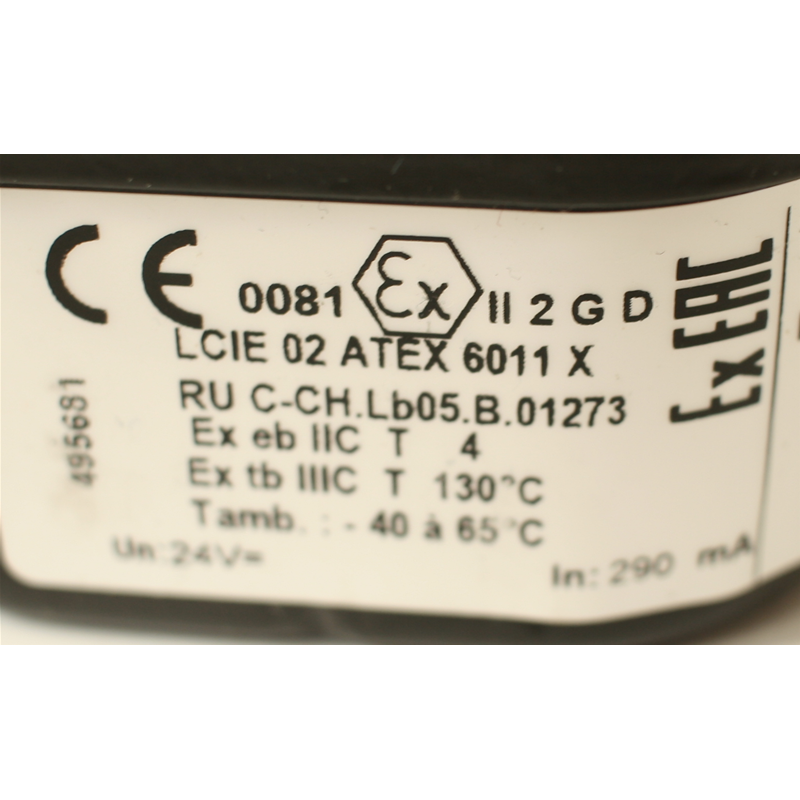 CE 0081 Ex II 2 G D
LCIE 02 ATEX 6011 X
RU C-CH.Lb05.B.01273
Ex eb IIC T 4
Ex tb IIIC T 130°C
Tamb. : - 40 à 65°C
Un: 24V=
In: 290 mA
495681
Ex EAC